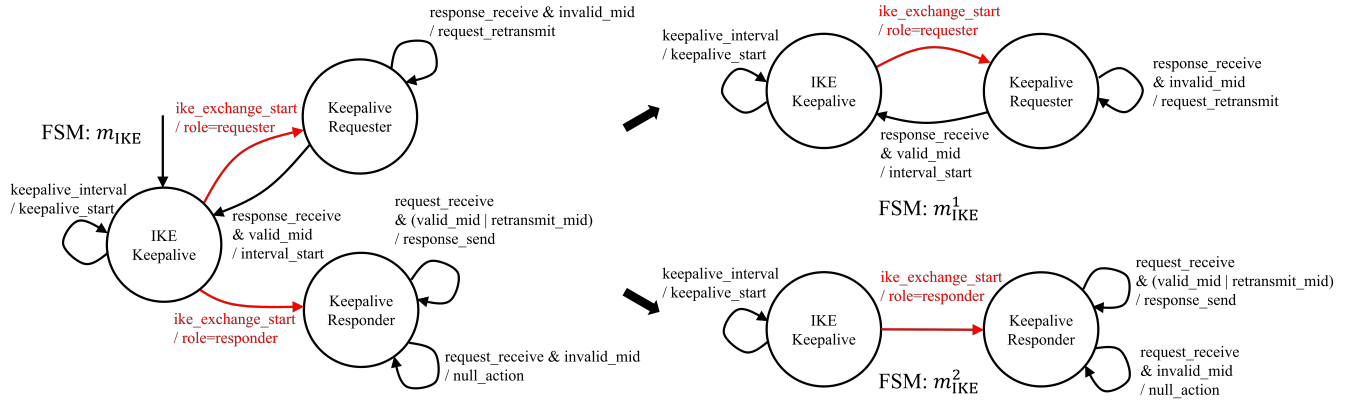 response_receive & invalid_mid
/ request_retransmit
Keepalive
Requester
ike_exchange_start
/ role=requester
FSM: m_IKE
keepalive_interval
/ keepalive_start
IKE
Keepalive
response_receive
& valid_mid
/ interval_start
request_receive
& (valid_mid | retransmit_mid)
/ response_send
Keepalive
Responder
ike_exchange_start
/ role=responder
request_receive & invalid_mid
/ null_action
ike_exchange_start
/ role=requester
keepalive_interval
/ keepalive_start
IKE
Keepalive
Keepalive
Requester
response_receive
& invalid_mid
/ request_retransmit
response_receive
& valid_mid
/ interval_start
FSM: m¹_IKE
keepalive_interval
/ keepalive_start
IKE
Keepalive
ike_exchange_start
/ role=responder
Keepalive
Responder
request_receive
& (valid_mid | retransmit_mid)
/ response_send
request_receive
& invalid_mid
/ null_action
FSM: m²_IKE